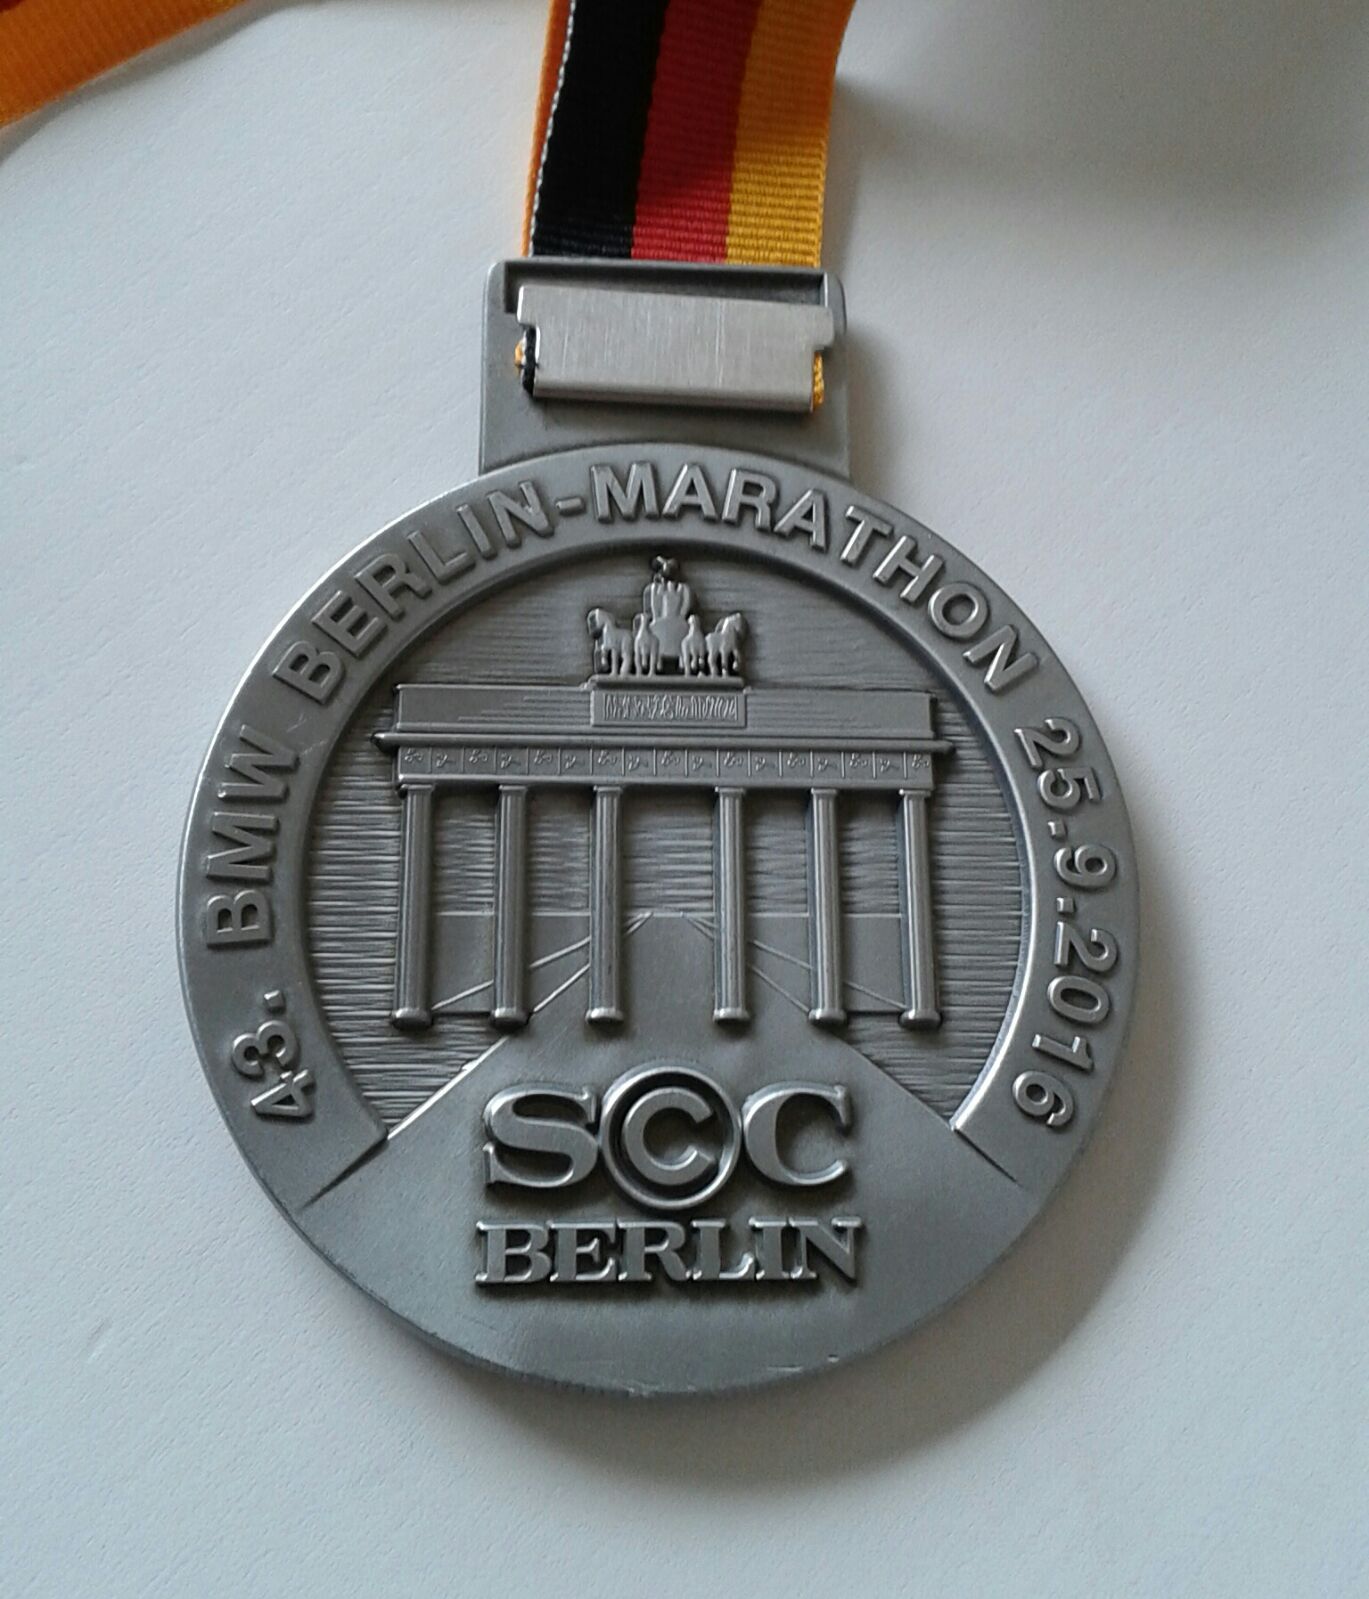 43. BMW BERLIN-MARATHON 25.9.2016
SCC
BERLIN